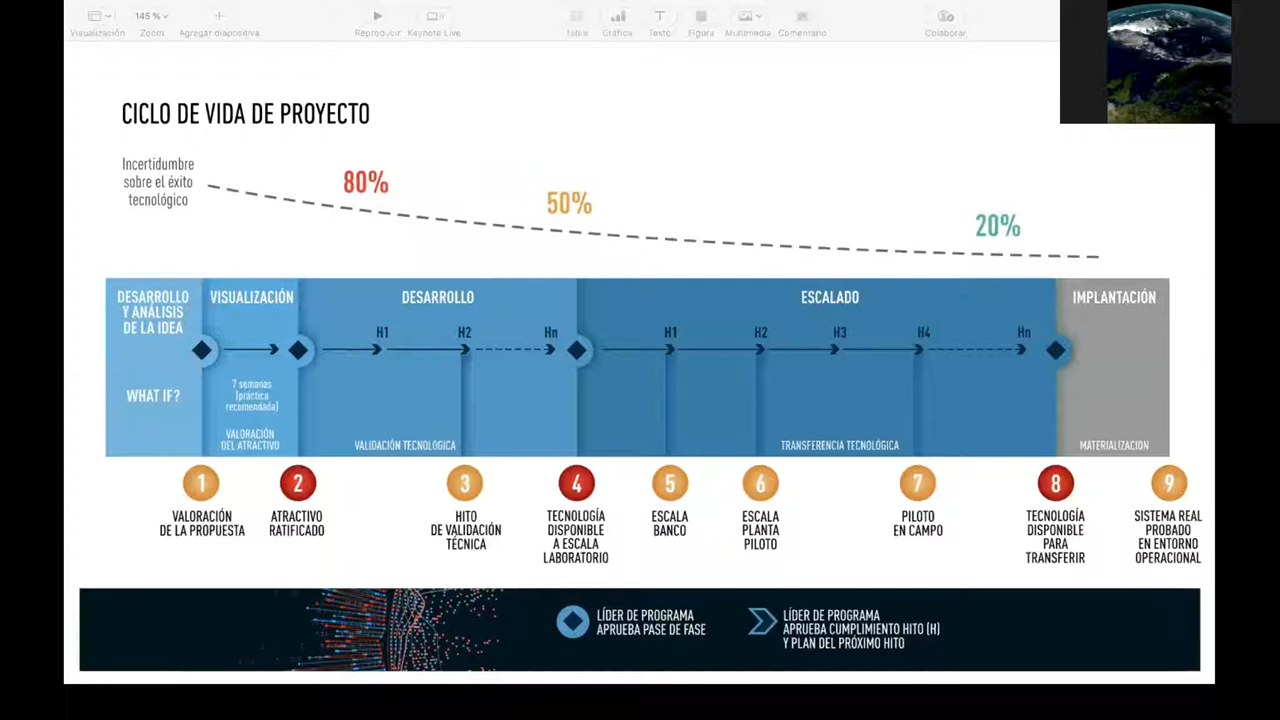 145 %
Visualización
Zoom
Agregar diapositiva
Reproducir
Keynote Live
Tabla
Gráfica
Texto
Figura
Multimedia
Comentario
Colaborar
CICLO DE VIDA DE PROYECTO
Incertidumbre
sobre el éxito
tecnológico
80%
50%
20%
DESARROLLO
Y ANÁLISIS
DE LA IDEA
WHAT IF?
VISUALIZACIÓN
7 semanas
(práctica
recomendada)
VALORACIÓN
DEL ATRACTIVO
DESARROLLO
H1
H2
Hn
VALIDACIÓN TECNOLOGICA
ESCALADO
H1
H2
H3
H4
Hn
TRANSFERENCIA TECNOLÓGICA
IMPLANTACIÓN
MATERIALIZACION
1
VALORACIÓN
DE LA PROPUESTA
2
ATRACTIVO
RATIFICADO
3
HITO
DE VALIDACIÓN
TÉCNICA
4
TECNOLOGÍA
DISPONIBLE
A ESCALA
LABORATORIO
5
ESCALA
BANCO
6
ESCALA
PLANTA
PILOTO
7
PILOTO
EN CAMPO
8
TECNOLOGÍA
DISPONIBLE
PARA
TRANSFERIR
9
SISTEMA REAL
PROBADO
EN ENTORNO
OPERACIONAL
LÍDER DE PROGRAMA
APRUEBA PASE DE FASE
LÍDER DE PROGRAMA
APRUEBA CUMPLIMIENTO HITO (H)
Y PLAN DEL PRÓXIMO HITO